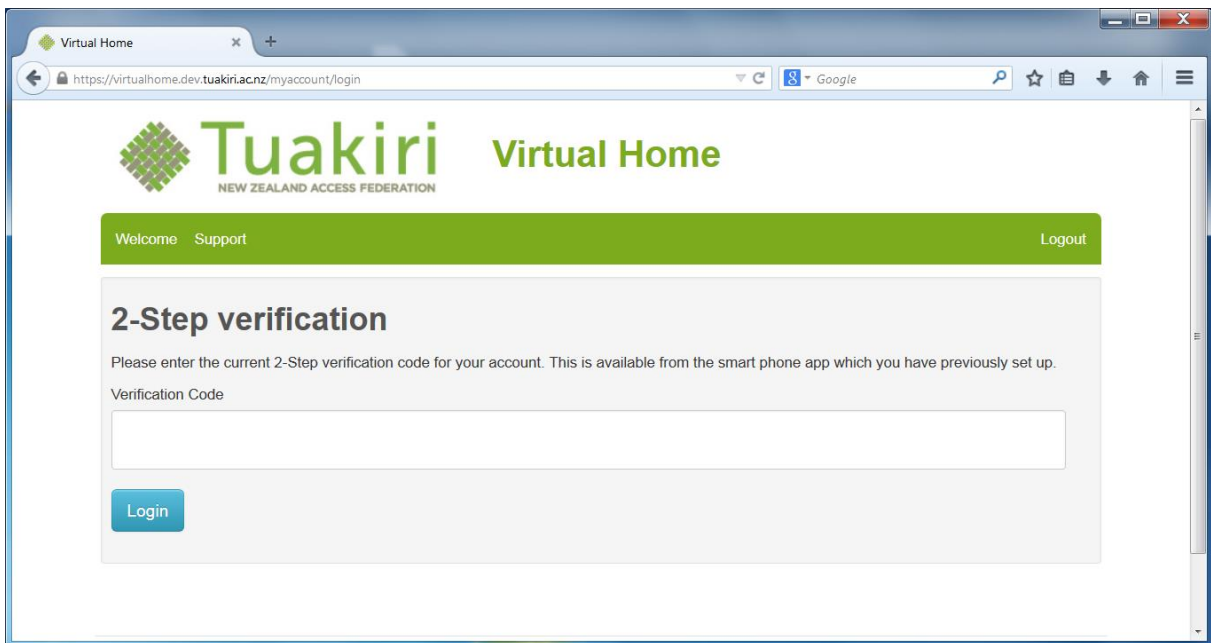 Virtual Home
https://virtualhome.dev.tuakiri.ac.nz/myaccount/login
Google
Tuakiri
NEW ZEALAND ACCESS FEDERATION
Virtual Home
Welcome Support Logout
2-Step verification
Please enter the current 2-Step verification code for your account. This is available from the smart phone app which you have previously set up.
Verification Code
Login